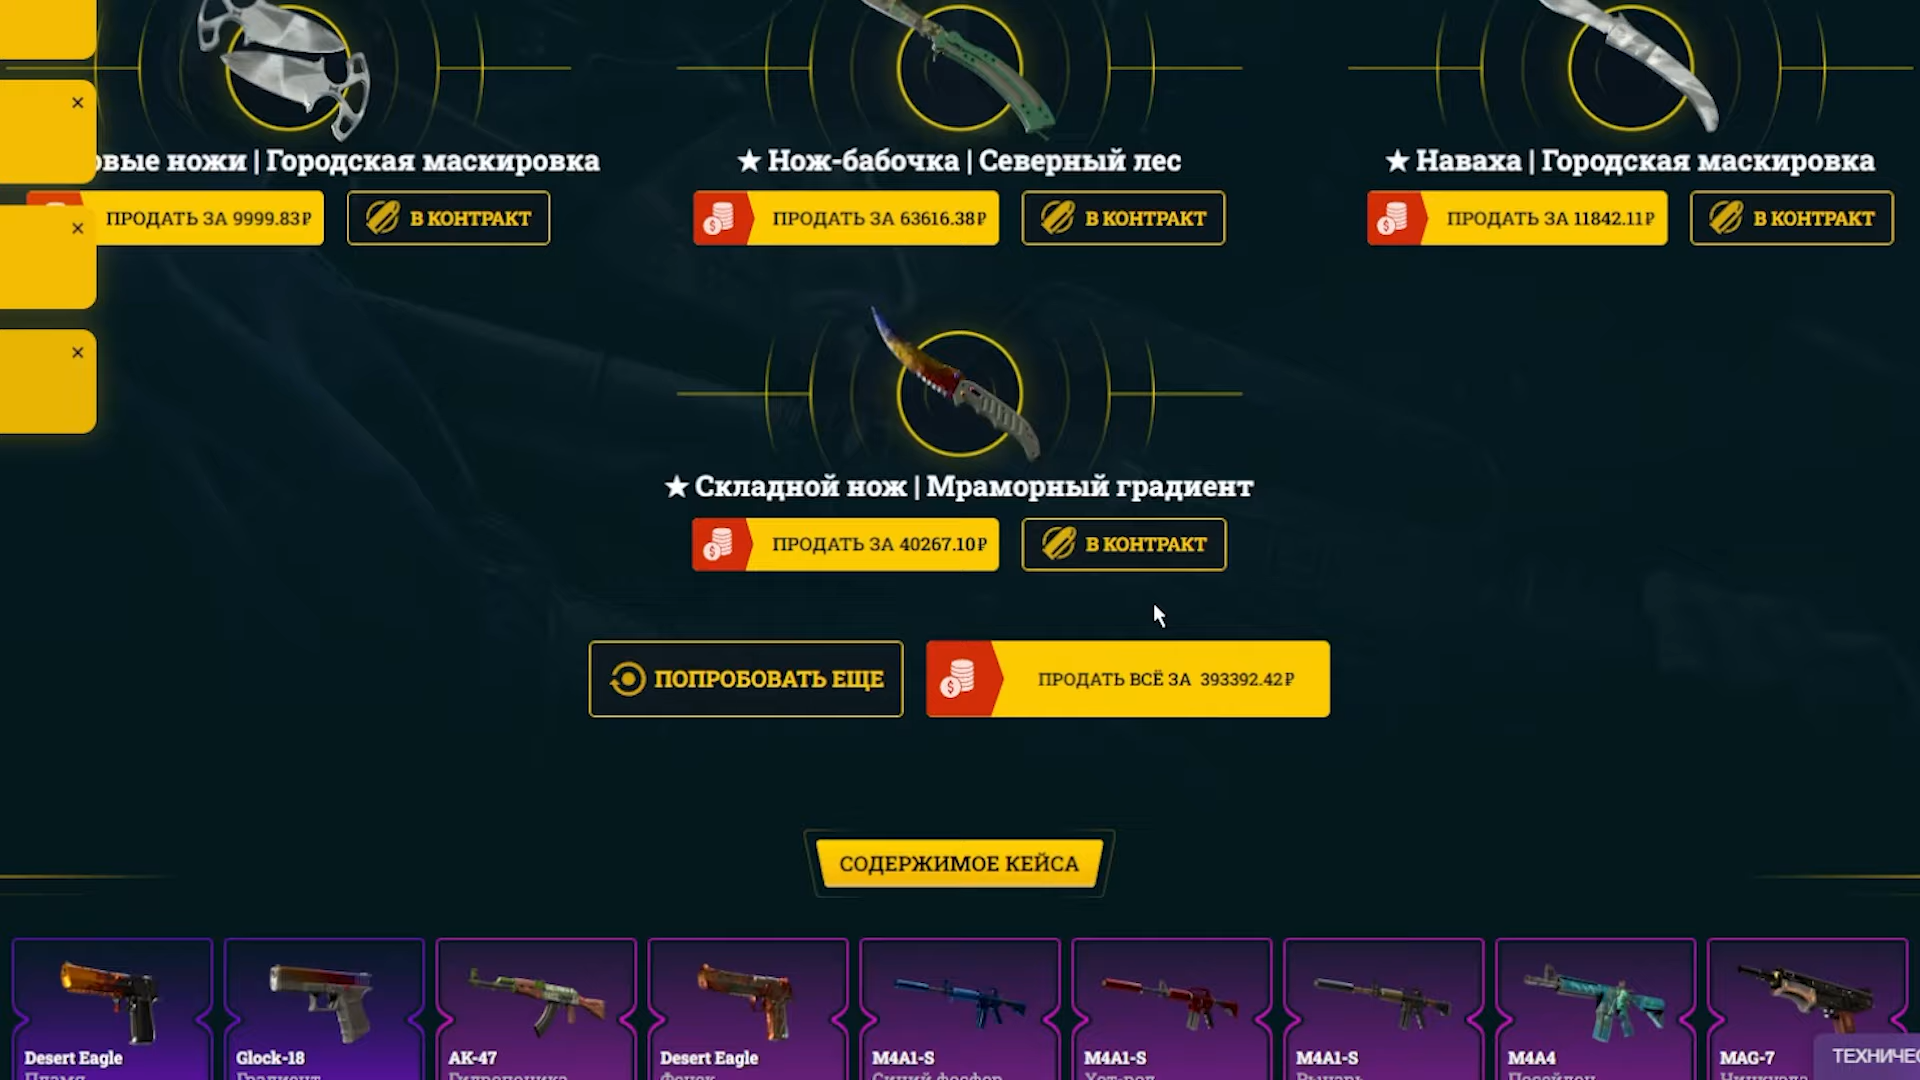 овые ножи | Городская маскировка
★ Нож-бабочка | Северный лес
★ Наваха | Городская маскировка
ПРОДАТЬ ЗА 9999.83₽
В КОНТРАКТ
ПРОДАТЬ ЗА 63616.38₽
В КОНТРАКТ
ПРОДАТЬ ЗА 11842.11₽
В КОНТРАКТ
★ Складной нож | Мраморный градиент
ПРОДАТЬ ЗА 40267.10₽
В КОНТРАКТ
ПОПРОБОВАТЬ ЕЩЕ
ПРОДАТЬ ВСЁ ЗА 393392.42₽
СОДЕРЖИМОЕ КЕЙСА
Desert Eagle
Glock-18
AK-47
Desert Eagle
M4A1-S
M4A1-S
M4A1-S
M4A4
MAG-7
ТЕХНИЧЕС